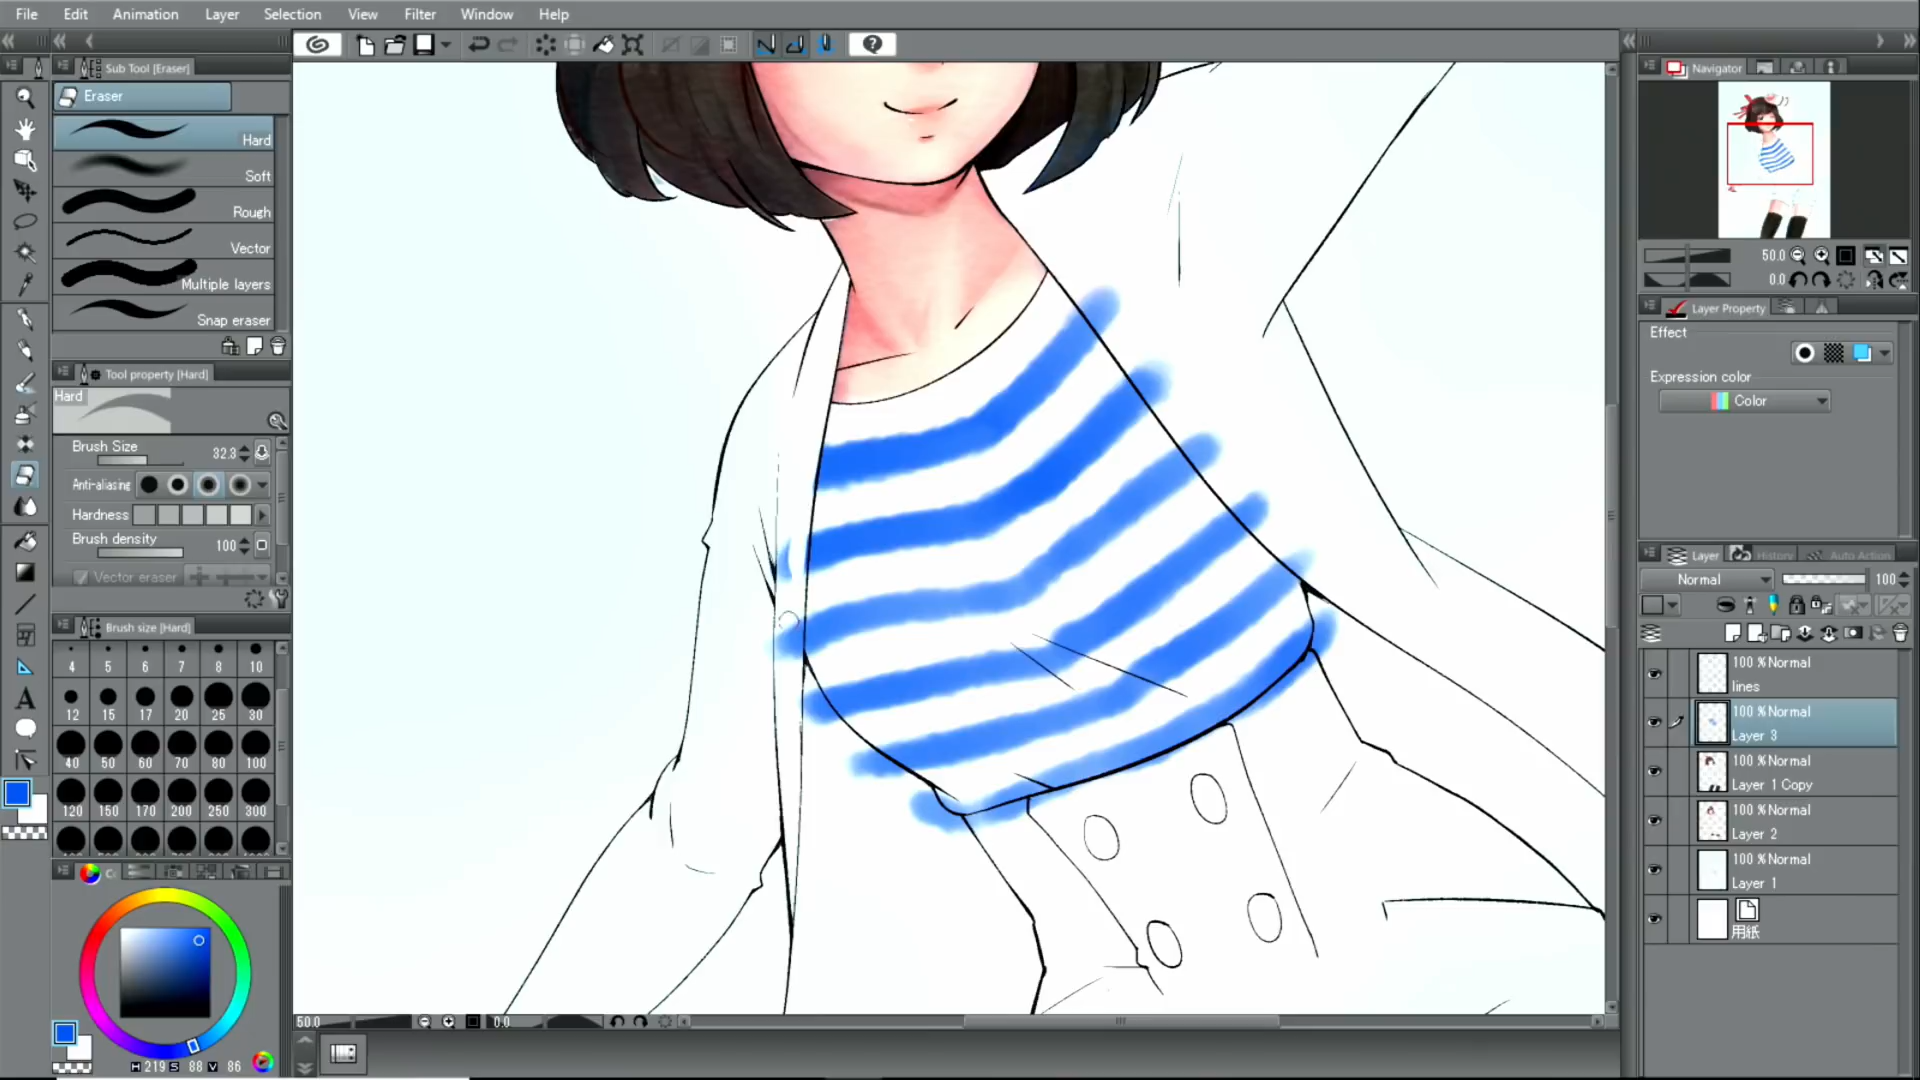 File Edit Animation Layer Selection View Filter Window Help
Sub Tool [Eraser]
Eraser
Hard
Soft
Rough
Vector
Multiple layers
Snap eraser
Tool property [Hard]
Hard
Brush Size 32.3
Anti-aliasing
Hardness
Brush density 100
Vector eraser
Brush size [Hard]
4 5 6 7 8 10
12 15 17 20 25 30
40 50 60 70 80 100
120 150 170 200 250 300
H 219 S 88 V 86
50.0 0.0
Navigator
50.0
0.0
Layer Property
Effect
Expression color
Color
Layer History Auto Action
Normal 100
100 % Normal
lines
100 % Normal
Layer 3
100 % Normal
Layer 1 Copy
100 % Normal
Layer 2
100 % Normal
Layer 1
用紙